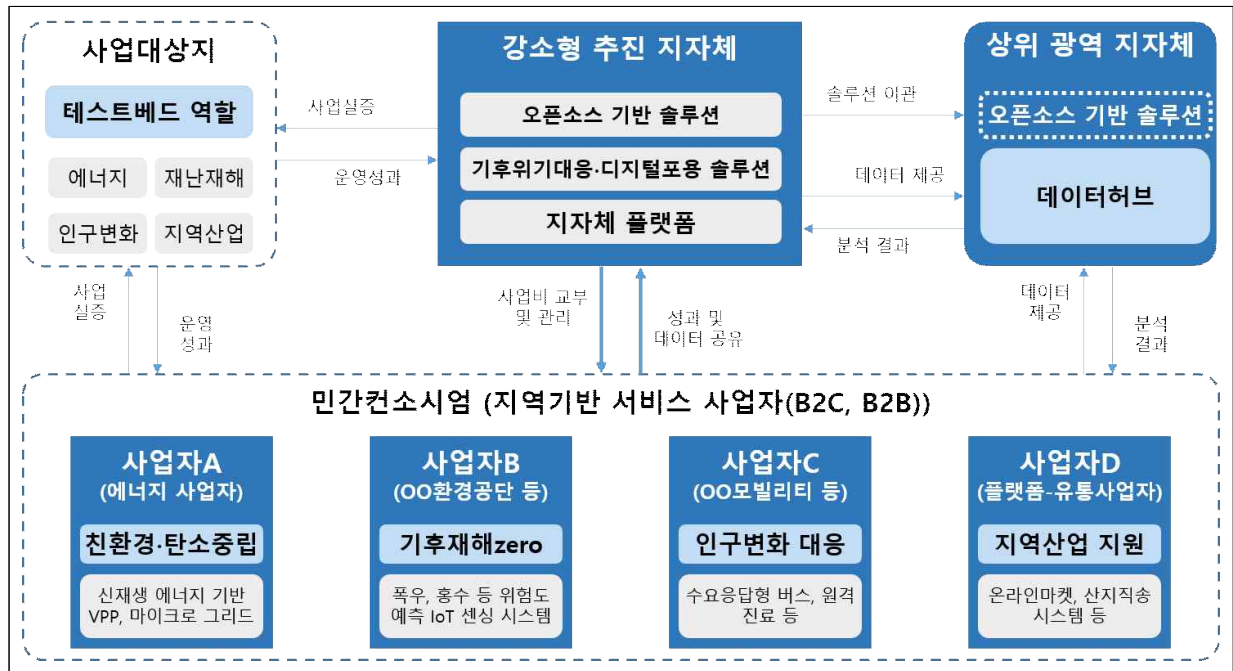 사업대상지
테스트베드 역할
에너지
재난재해
인구변화
지역산업
사업실증
운영성과
강소형 추진 지자체
오픈소스 기반 솔루션
기후위기대응·디지털포용 솔루션
지자체 플랫폼
솔루션 이관
데이터 제공
분석 결과
상위 광역 지자체
오픈소스 기반 솔루션
데이터허브
사업
실증
운영
성과
사업비 교부
및 관리
성과 및
데이터 공유
데이터
제공
분석
결과
민간컨소시엄 (지역기반 서비스 사업자(B2C, B2B))
사업자A
(에너지 사업자)
친환경·탄소중립
신재생 에너지 기반
VPP, 마이크로 그리드
사업자B
(OO환경공단 등)
기후재해zero
폭우, 홍수 등 위험도
예측 IoT 센싱 시스템
사업자C
(OO모빌리티 등)
인구변화 대응
수요응답형 버스, 원격
진료 등
사업자D
(플랫폼-유통사업자)
지역산업 지원
온라인마켓, 산지직송
시스템 등